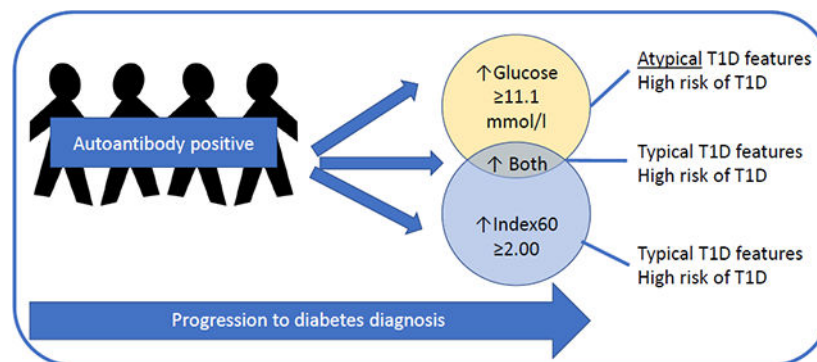 Autoantibody positive
↑Glucose
≥11.1
mmol/l
↑ Both
↑Index60
≥2.00
Atypical T1D features
High risk of T1D
Typical T1D features
High risk of T1D
Typical T1D features
High risk of T1D
Progression to diabetes diagnosis